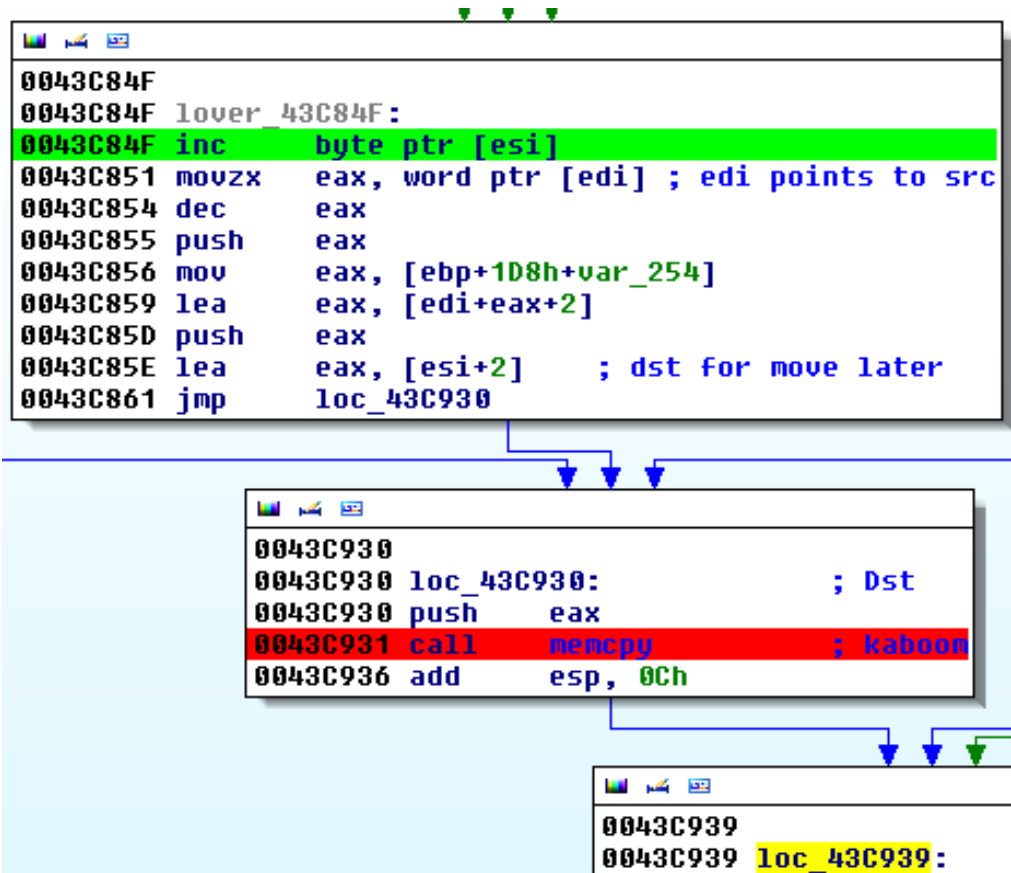 0043C84F
0043C84F lover_43C84F:
0043C84F inc byte ptr [esi]
0043C851 movzx eax, word ptr [edi] ; edi points to src
0043C854 dec eax
0043C855 push eax
0043C856 mov eax, [ebp+1D8h+var_254]
0043C859 lea eax, [edi+eax+2]
0043C85D push eax
0043C85E lea eax, [esi+2] ; dst for move later
0043C861 jmp loc_43C930
0043C930
0043C930 loc_43C930: ; Dst
0043C930 push eax
0043C931 call memcpy ; kaboom
0043C936 add esp, 0Ch
0043C939
0043C939 loc_43C939: